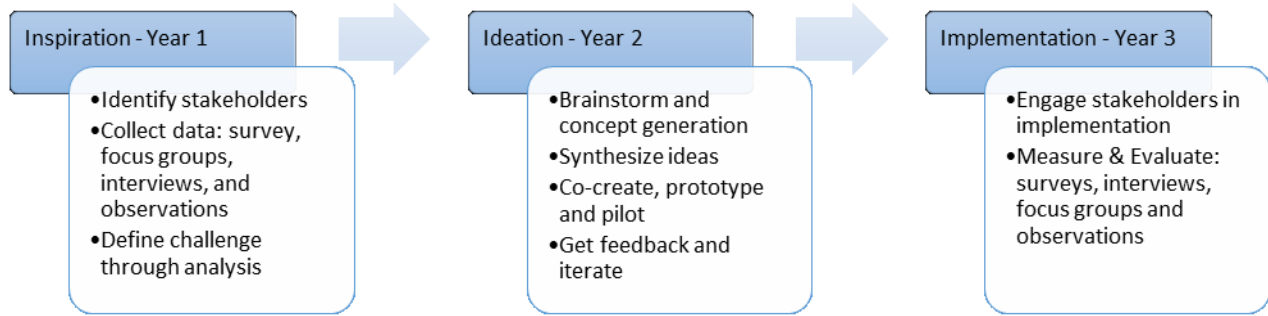 Inspiration - Year 1
•Identify stakeholders
•Collect data: survey,
focus groups,
interviews, and
observations
•Define challenge
through analysis
Ideation - Year 2
•Brainstorm and
concept generation
•Synthesize ideas
•Co-create, prototype
and pilot
•Get feedback and
iterate
Implementation - Year 3
•Engage stakeholders in
implementation
•Measure & Evaluate:
surveys, interviews,
focus groups and
observations